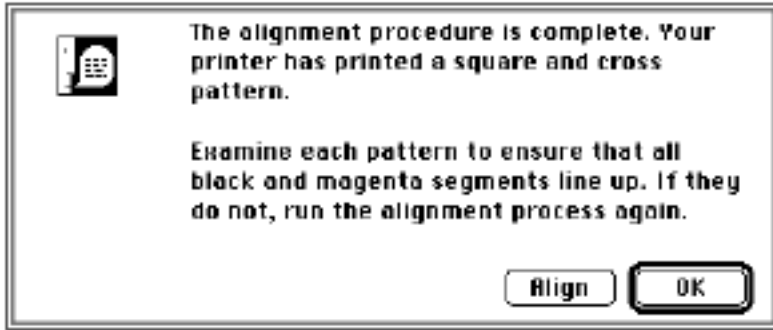 The alignment procedure is complete. Your
printer has printed a square and cross
pattern.
Examine each pattern to ensure that all
black and magenta segments line up. If they
do not, run the alignment process again.
Align
OK